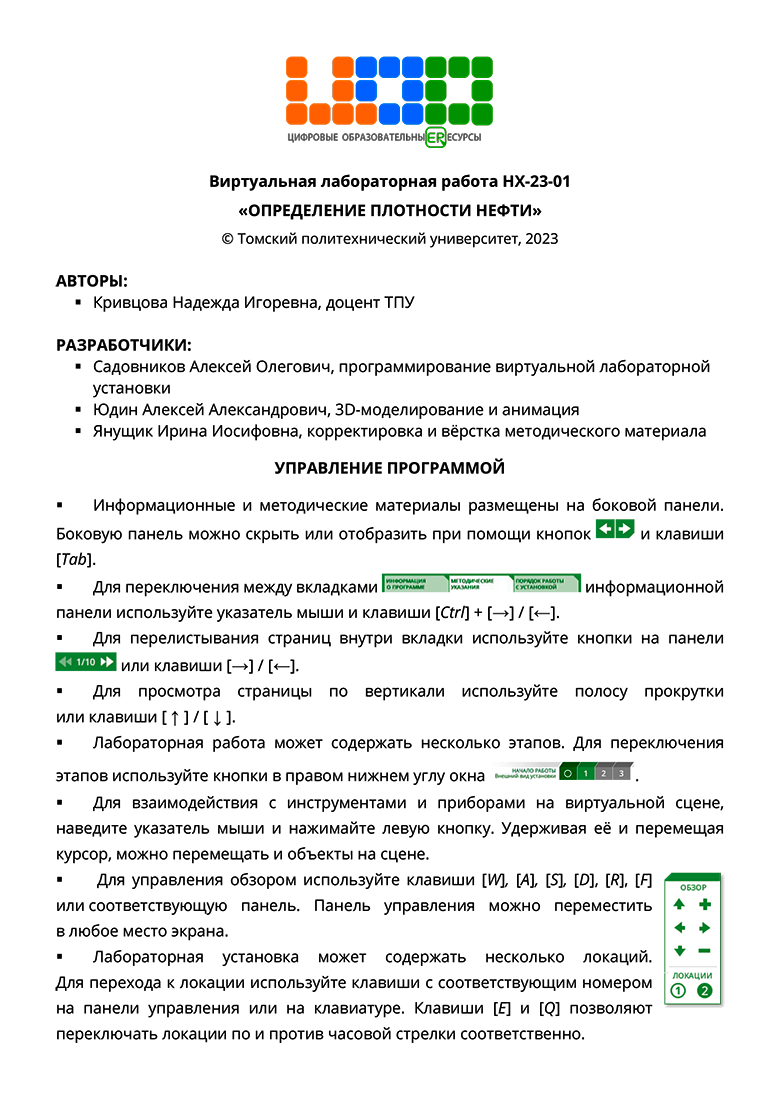 ЦИФРОВЫЕ ОБРАЗОВАТЕЛЬНЫERЕСУРСЫ
Виртуальная лабораторная работа НХ-23-01
«ОПРЕДЕЛЕНИЕ ПЛОТНОСТИ НЕФТИ»
© Томский политехнический университет, 2023
АВТОРЫ:
▪ Кривцова Надежда Игоревна, доцент ТПУ
РАЗРАБОТЧИКИ:
▪ Садовников Алексей Олегович, программирование виртуальной лабораторной
установки
▪ Юдин Алексей Александрович, 3D-моделирование и анимация
▪ Янущик Ирина Иосифовна, корректировка и вёрстка методического материала
УПРАВЛЕНИЕ ПРОГРАММОЙ
▪ Информационные и методические материалы размещены на боковой панели.
Боковую панель можно скрыть или отобразить при помощи кнопок и клавиши
[Tab].
▪ Для переключения между вкладками ИНФОРМАЦИЯ О ПРОГРАММЕ МЕТОДИЧЕСКИЕ УКАЗАНИЯ ПОРЯДОК РАБОТЫ С УСТАНОВКОЙ информационной
панели используйте указатель мыши и клавиши [Ctrl] + [→] / [←].
▪ Для перелистывания страниц внутри вкладки используйте кнопки на панели
1/10 или клавиши [→] / [←].
▪ Для просмотра страницы по вертикали используйте полосу прокрутки
или клавиши [ ↑ ] / [ ↓ ].
▪ Лабораторная работа может содержать несколько этапов. Для переключения
этапов используйте кнопки в правом нижнем углу окна НАЧАЛО РАБОТЫ Внешний вид установки 1 2 3 .
▪ Для взаимодействия с инструментами и приборами на виртуальной сцене,
наведите указатель мыши и нажимайте левую кнопку. Удерживая её и перемещая
курсор, можно перемещать и объекты на сцене.
▪ Для управления обзором используйте клавиши [W], [A], [S], [D], [R], [F]
или соответствующую панель. Панель управления можно переместить
в любое место экрана.
▪ Лабораторная установка может содержать несколько локаций.
Для перехода к локации используйте клавиши с соответствующим номером
на панели управления или на клавиатуре. Клавиши [E] и [Q] позволяют
переключать локации по и против часовой стрелки соответственно.
ОБЗОР
ЛОКАЦИИ
1 2